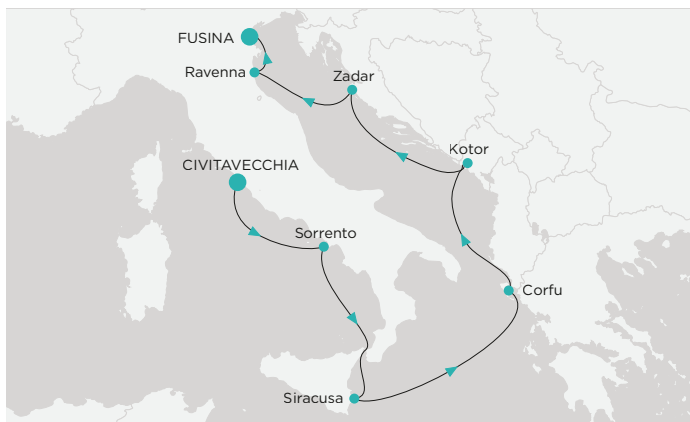 FUSINA
Ravenna
Zadar
Kotor
CIVITAVECCHIA
Sorrento
Corfu
Siracusa